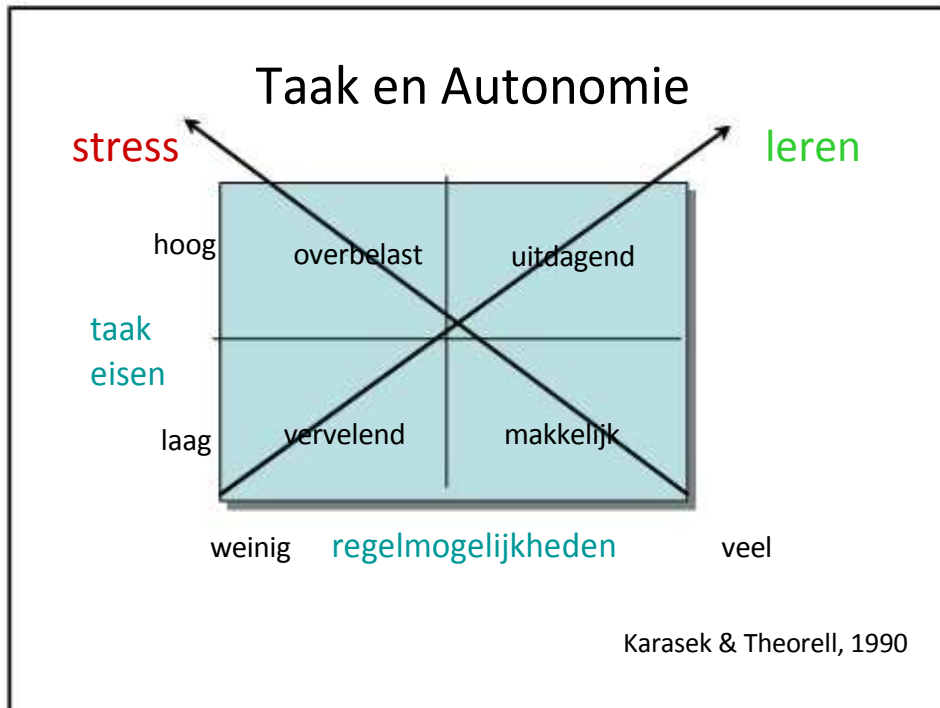 Taak en Autonomie
stress
leren
hoog
overbelast
uitdagend
taak
eisen
laag
vervelend
makkelijk
weinig
regelmogelijkheden
veel
Karasek & Theorell, 1990